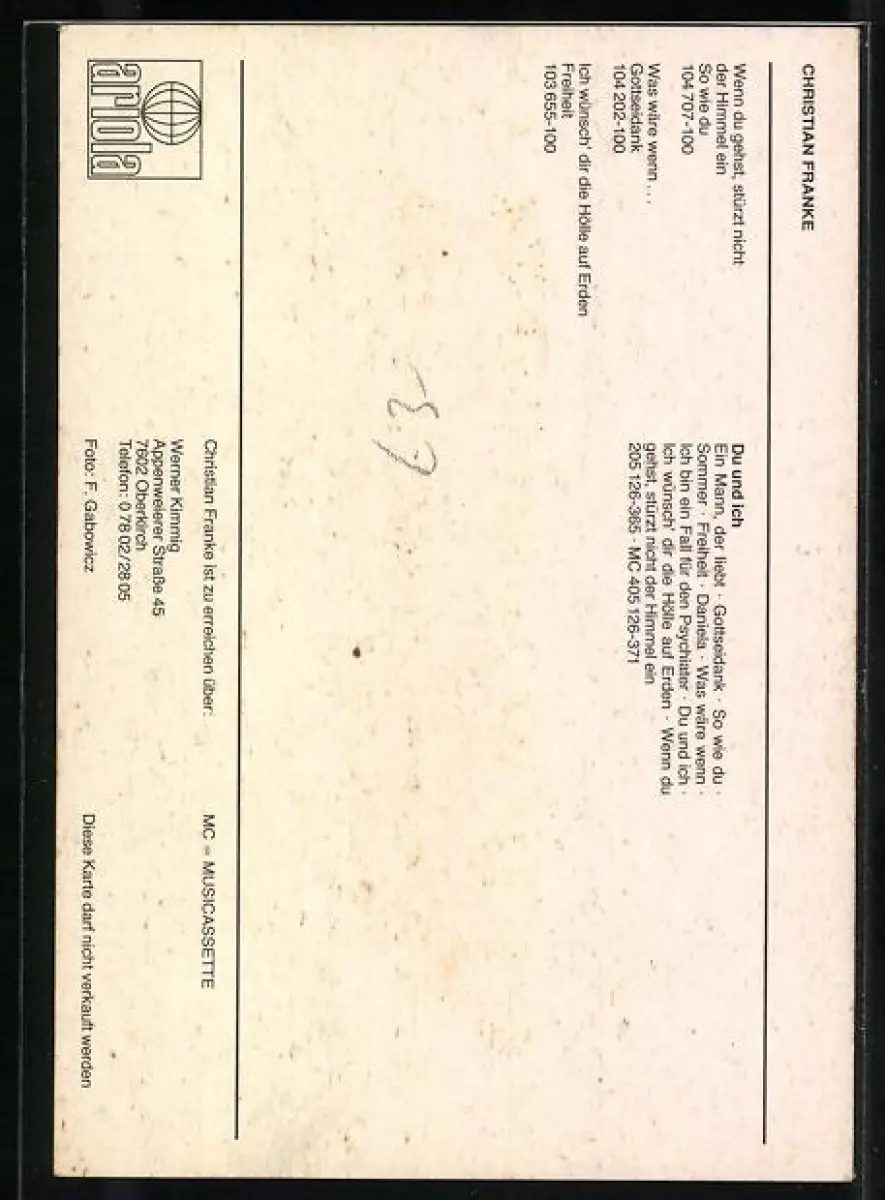 CHRISTIAN FRANKE
Wenn du gehst, stürzt nicht
der Himmel ein
So wie du
104 707-100
Was wäre wenn . . .
Gottseidank
104 202-100
Ich wünsch' dir die Hölle auf Erden
Freiheit
103 655-100
Du und ich
Ein Mann, der liebt · Gottseidank · So wie du ·
Sommer · Freiheit · Daniela · Was wäre wenn ·
Ich bin ein Fall für den Psychiater · Du und ich ·
Ich wünsch' dir die Hölle auf Erden · Wenn du
gehst, stürzt nicht der Himmel ein
205 126-365 · MC 405 126-371
ariola
Christian Franke ist zu erreichen über:
Werner Kimmig
Appenweierer Straße 45
7602 Oberkirch
Telefon: 0 78 02/28 05
Foto: F. Gabowicz
MC = MUSICASSETTE
Diese Karte darf nicht verkauft werden